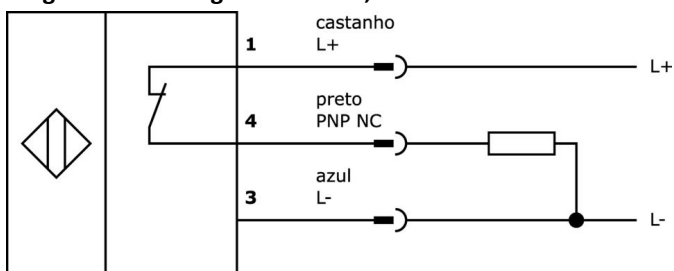 castanho
1 L+
L+
preto
4 PNP NC
azul
3 L-
L-